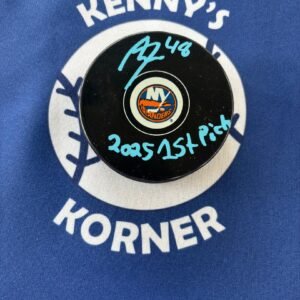 KENNY'S
48
NY
ISLANDERS
2025 1st Pick
KORNER